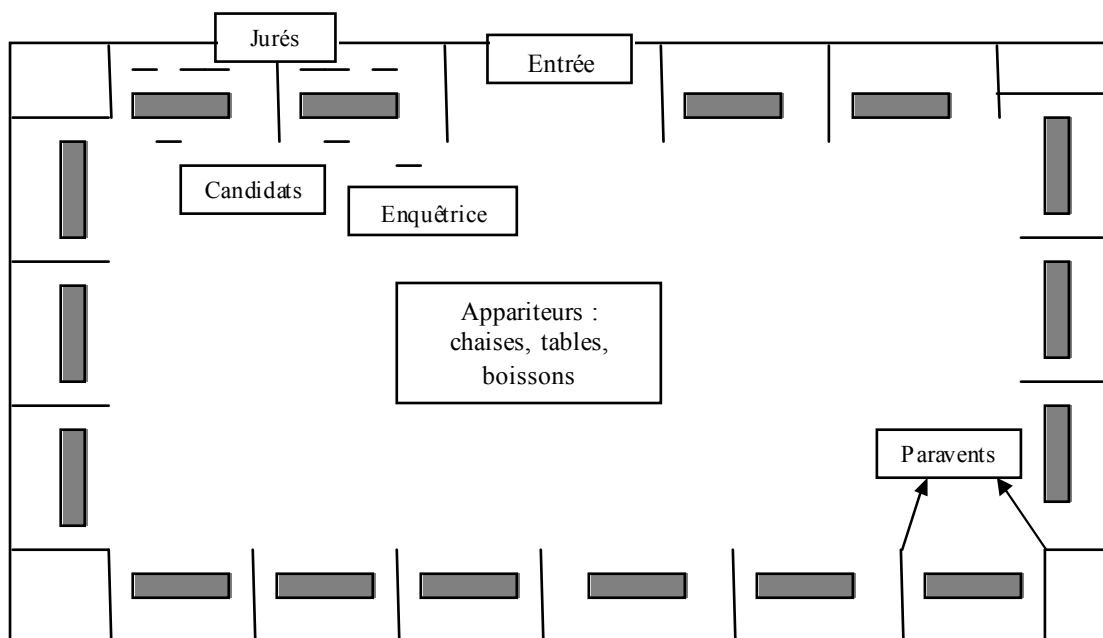 Jurés
Entrée
Candidats
Enquêtrice
Appariteurs :
chaises, tables,
boissons
Paravents